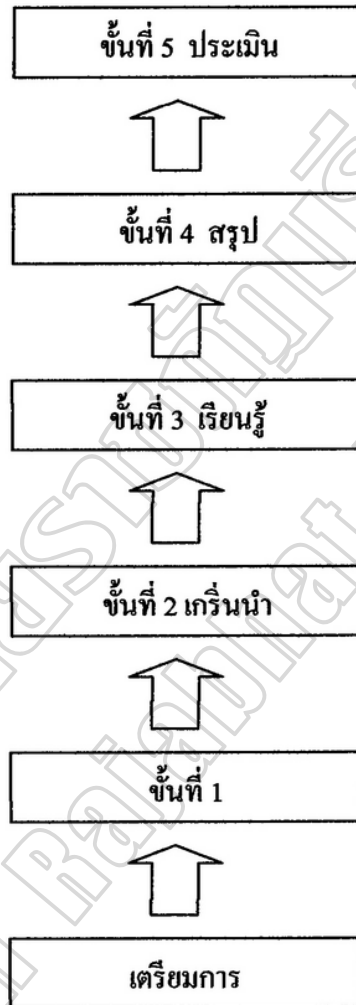 ขั้นที่ 5 ประเมิน
ขั้นที่ 4 สรุป
ขั้นที่ 3 เรียนรู้
ขั้นที่ 2 เกริ่นนำ
ขั้นที่ 1
เตรียมการ